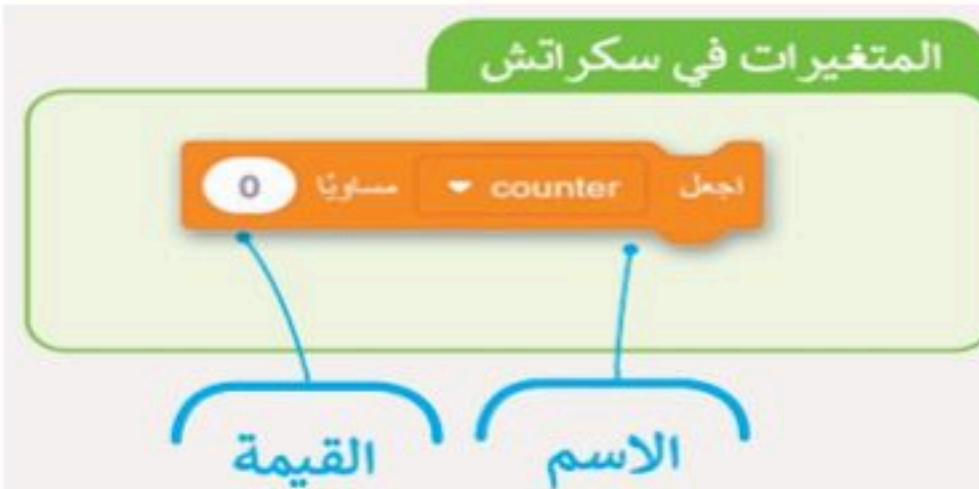 المتغيرات في سكراتش
اجعل counter مساويًا 0
الاسم
القيمة